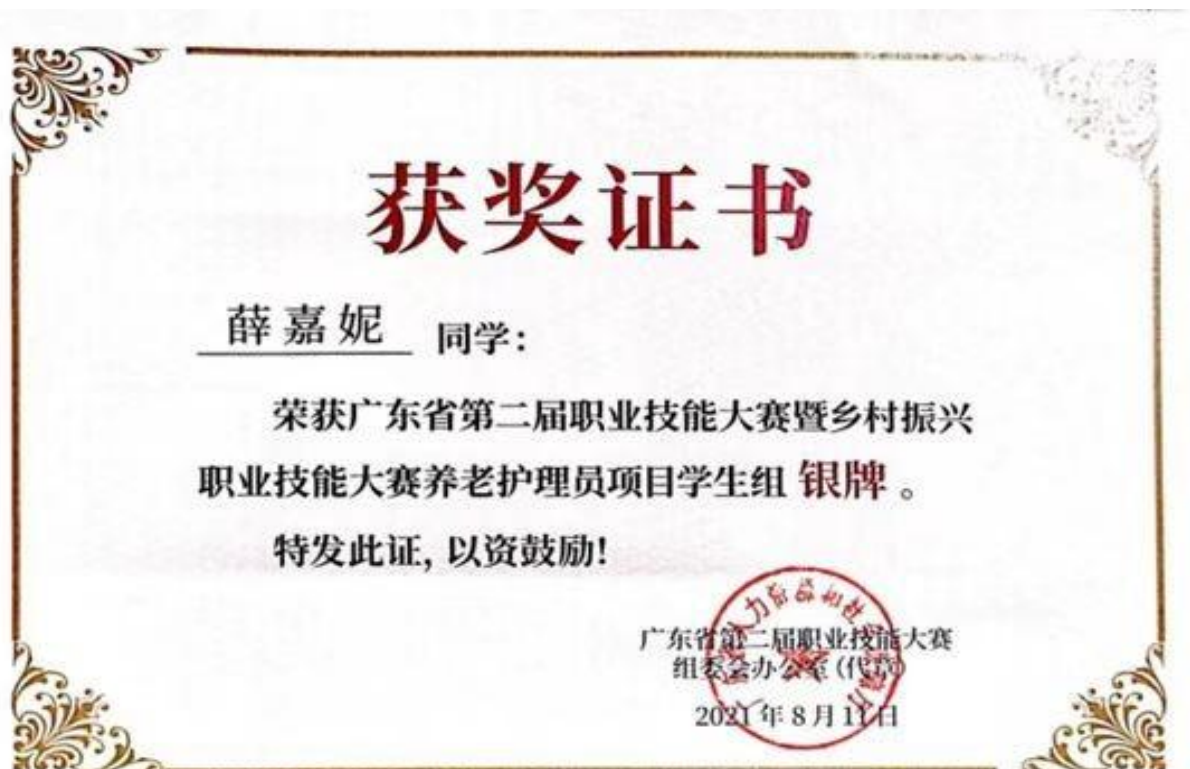 获奖证书
薛嘉妮 同学:
荣获广东省第二届职业技能大赛暨乡村振兴
职业技能大赛养老护理员项目学生组 银牌。
特发此证, 以资鼓励!
广东省第二届职业技能大赛
组委会办公室 (代章)
2021年8月11日